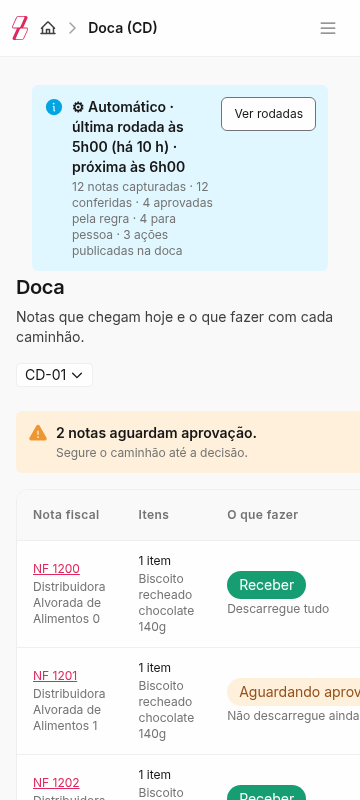 Doca (CD)
⚙ Automático ·
última rodada às
5h00 (há 10 h) ·
próxima às 6h00
Ver rodadas
12 notas capturadas · 12
conferidas · 4 aprovadas
pela regra · 4 para
pessoa · 3 ações
publicadas na doca
Doca
Notas que chegam hoje e o que fazer com cada
caminhão.
CD-01
2 notas aguardam aprovação.
Segure o caminhão até a decisão.
Nota fiscal Itens O que fazer
NF 1200
Distribuidora
Alvorada de
Alimentos 0
1 item
Biscoito
recheado
chocolate
140g
Receber
Descarregue tudo
NF 1201
Distribuidora
Alvorada de
Alimentos 1
1 item
Biscoito
recheado
chocolate
140g
Aguardando aprov
Não descarregue ainda
NF 1202
Distribuidora
1 item
Biscoito
Receber